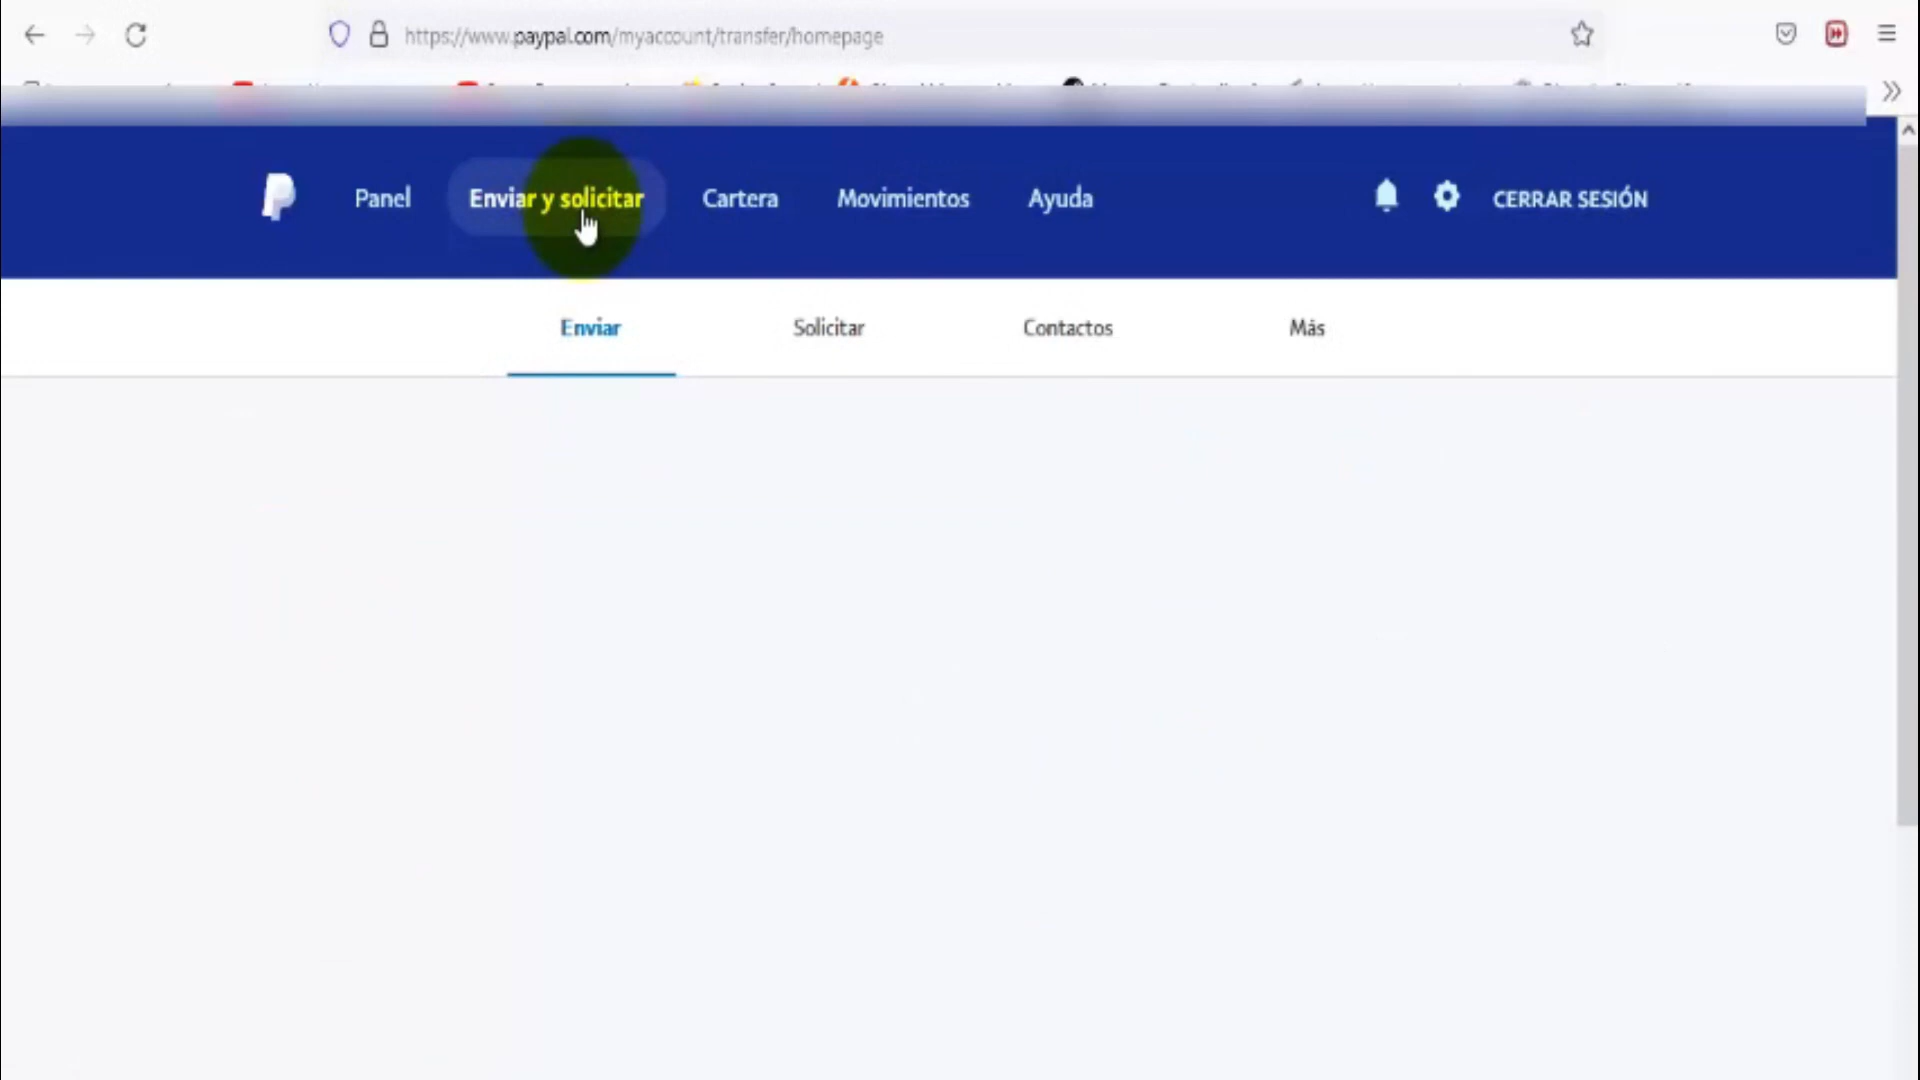 https://www.paypal.com/myaccount/transfer/homepage
Panel Enviar y solicitar Cartera Movimientos Ayuda CERRAR SESIÓN
Enviar Solicitar Contactos Más